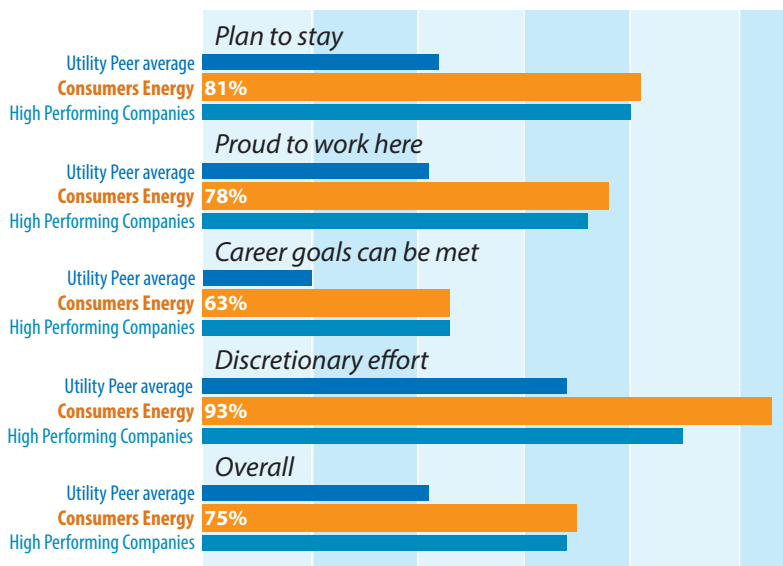 Plan to stay
Utility Peer average
Consumers Energy 81%
High Performing Companies
Proud to work here
Utility Peer average
Consumers Energy 78%
High Performing Companies
Career goals can be met
Utility Peer average
Consumers Energy 63%
High Performing Companies
Discretionary effort
Utility Peer average
Consumers Energy 93%
High Performing Companies
Overall
Utility Peer average
Consumers Energy 75%
High Performing Companies